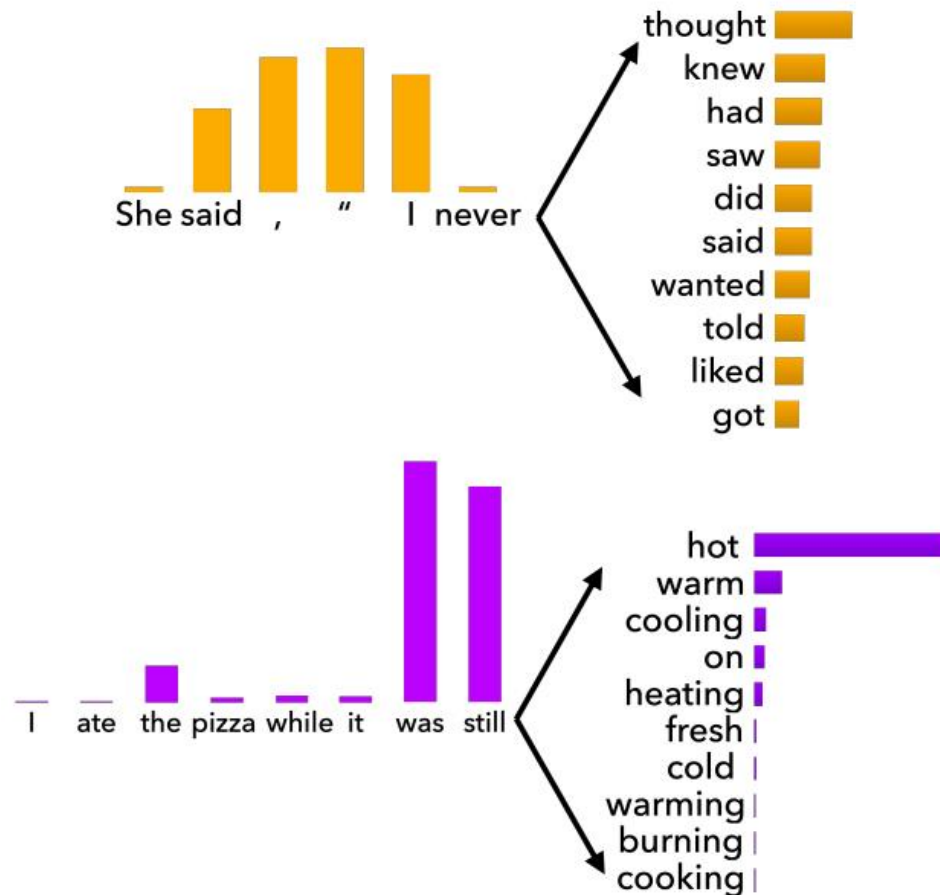 thought
knew
had
saw
did
said
wanted
told
liked
got
She said , “ I never
hot
warm
cooling
on
heating
fresh
cold
warming
burning
cooking
I ate the pizza while it was still